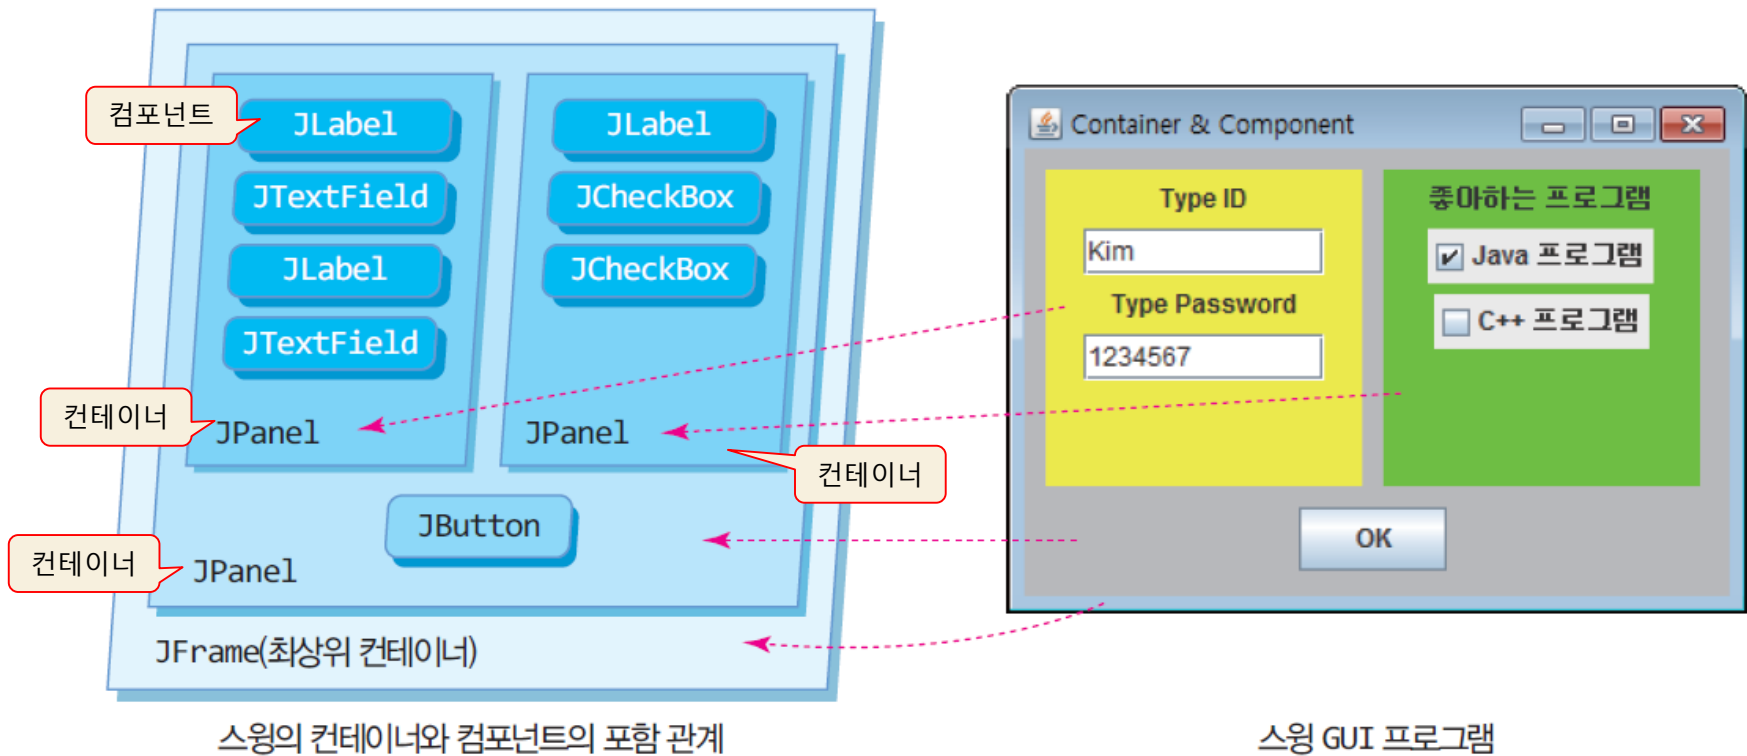 컴포넌트
JLabel
JTextField
JLabel
JTextField
컨테이너
JPanel
JLabel
JCheckBox
JCheckBox
JPanel
컨테이너
JButton
컨테이너
JPanel
JFrame(최상위 컨테이너)
스윙의 컨테이너와 컴포넌트의 포함 관계
Container & Component
Type ID
Kim
Type Password
1234567
좋아하는 프로그램
Java 프로그램
C++ 프로그램
OK
스윙 GUI 프로그램